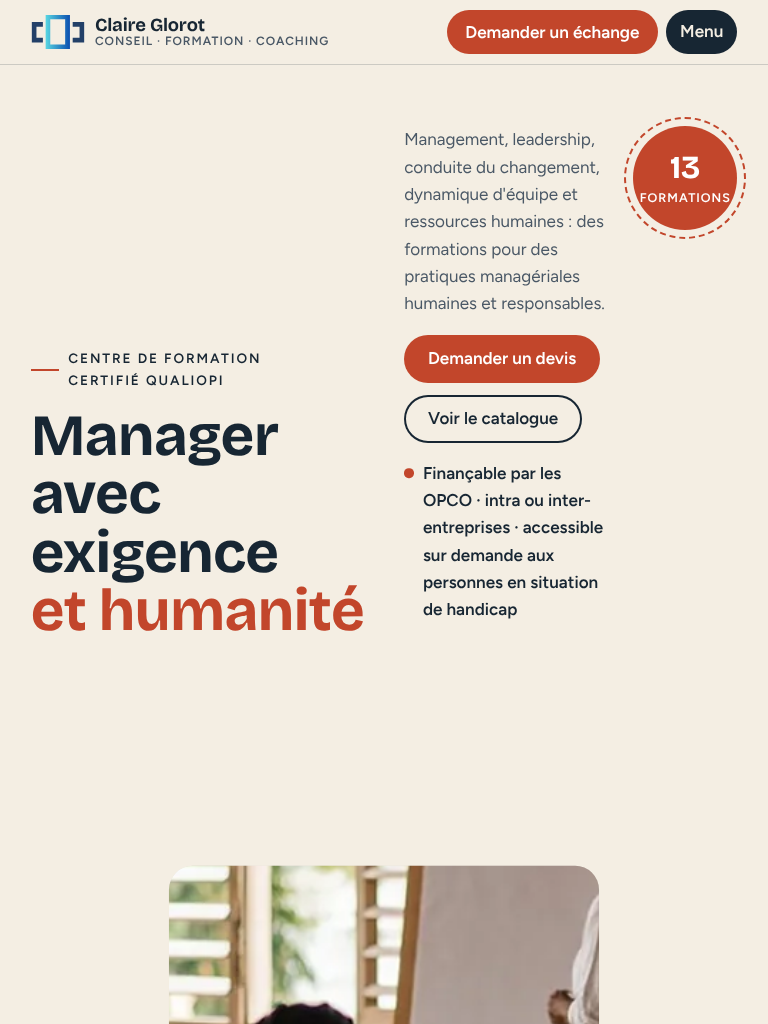 Claire Glorot
CONSEIL · FORMATION · COACHING
Demander un échange
Menu
CENTRE DE FORMATION
CERTIFIÉ QUALIOPI
Manager
avec
exigence
et humanité
Management, leadership,
conduite du changement,
dynamique d'équipe et
ressources humaines : des
formations pour des
pratiques managériales
humaines et responsables.
Demander un devis
Voir le catalogue
Finançable par les
OPCO · intra ou inter-
entreprises · accessible
sur demande aux
personnes en situation
de handicap
13
FORMATIONS